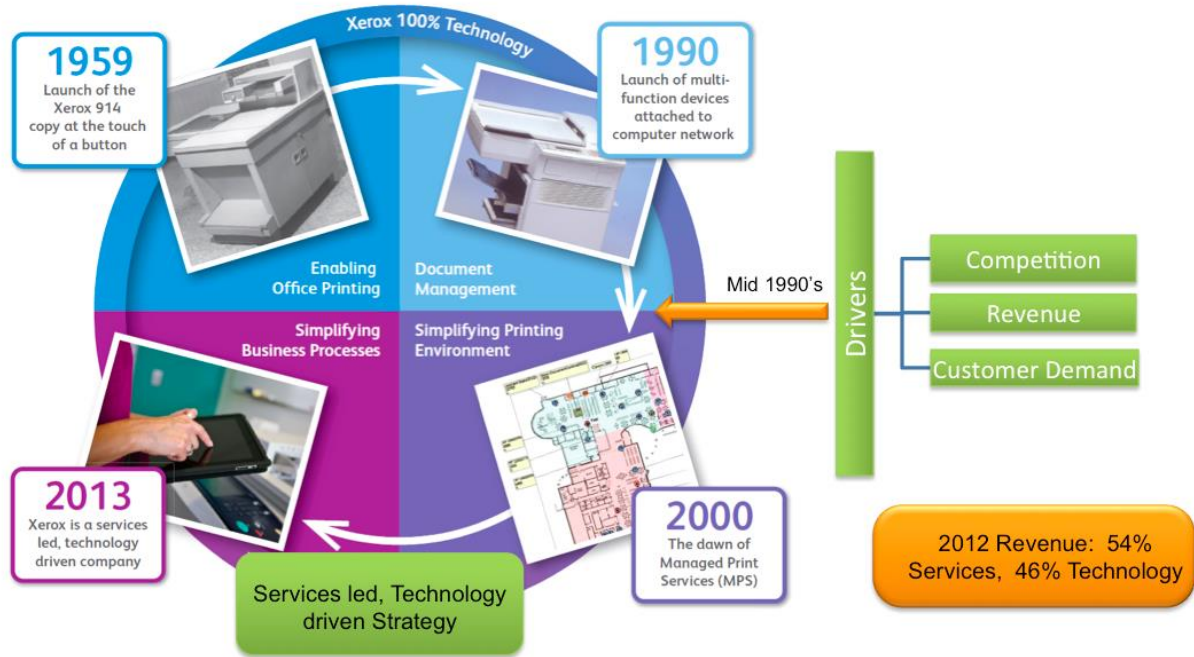 Xerox 100% Technology
1959
Launch of the
Xerox 914
copy at the touch
of a button
1990
Launch of multi-
function devices
attached to
computer network
Enabling
Office Printing
Document
Management
Simplifying
Business Processes
Simplifying Printing
Environment
2013
Xerox is a services
led, technology
driven company
2000
The dawn of
Managed Print
Services (MPS)
Services led, Technology
driven Strategy
Mid 1990's
Drivers
Competition
Revenue
Customer Demand
2012 Revenue: 54%
Services, 46% Technology